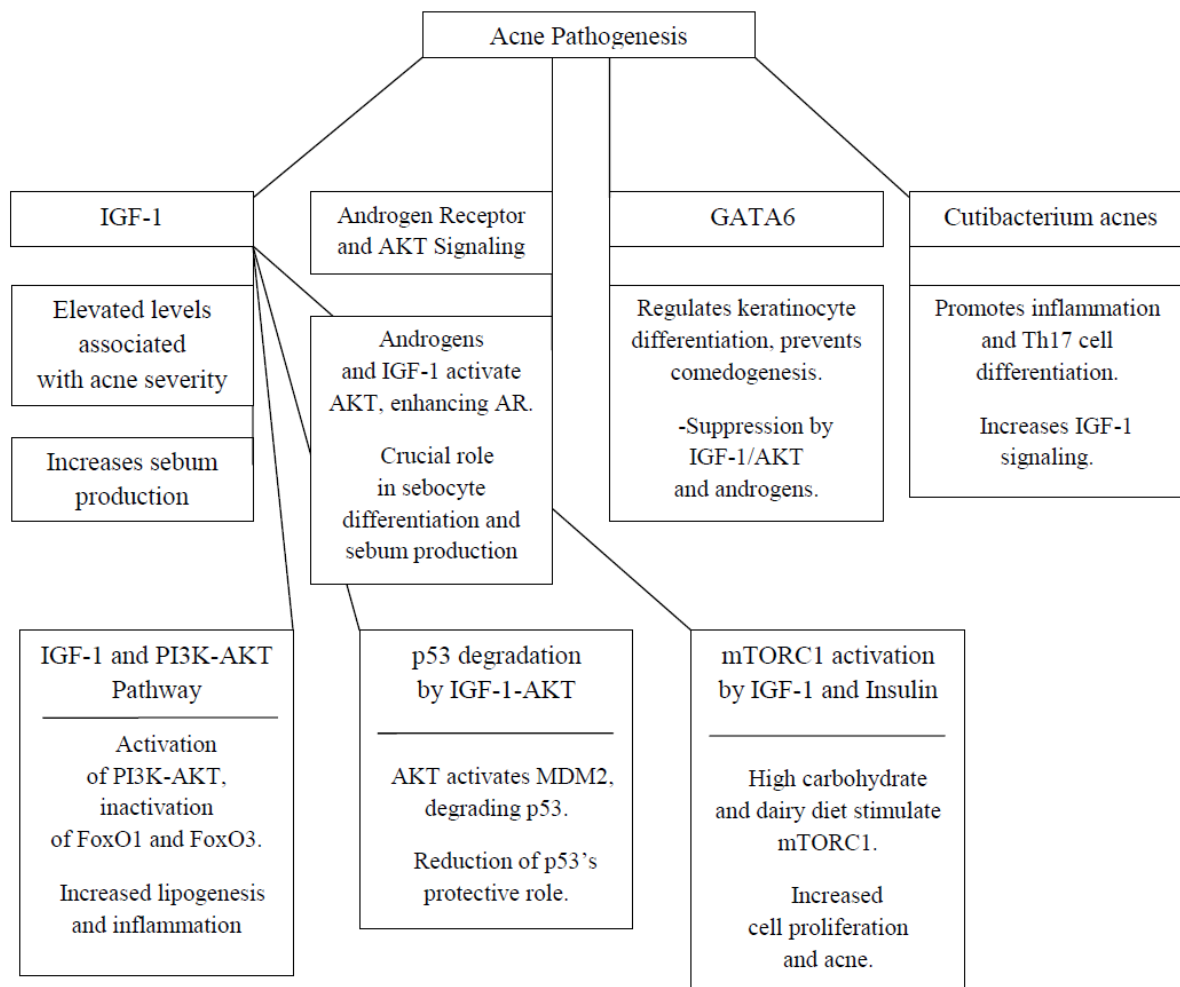 Acne Pathogenesis
IGF-1
Elevated levels
associated
with acne severity
Increases sebum
production
Androgen Receptor
and AKT Signaling
Androgens
and IGF-1 activate
AKT, enhancing AR.
Crucial role
in sebocyte
differentiation and
sebum production
GATA6
Regulates keratinocyte
differentiation, prevents
comedogenesis.
-Suppression by
IGF-1/AKT
and androgens.
Cutibacterium acnes
Promotes inflammation
and Th17 cell
differentiation.
Increases IGF-1
signaling.
IGF-1 and PI3K-AKT
Pathway
Activation
of PI3K-AKT,
inactivation
of FoxO1 and FoxO3.
Increased lipogenesis
and inflammation
p53 degradation
by IGF-1-AKT
AKT activates MDM2,
degrading p53.
Reduction of p53’s
protective role.
mTORC1 activation
by IGF-1 and Insulin
High carbohydrate
and dairy diet stimulate
mTORC1.
Increased
cell proliferation
and acne.